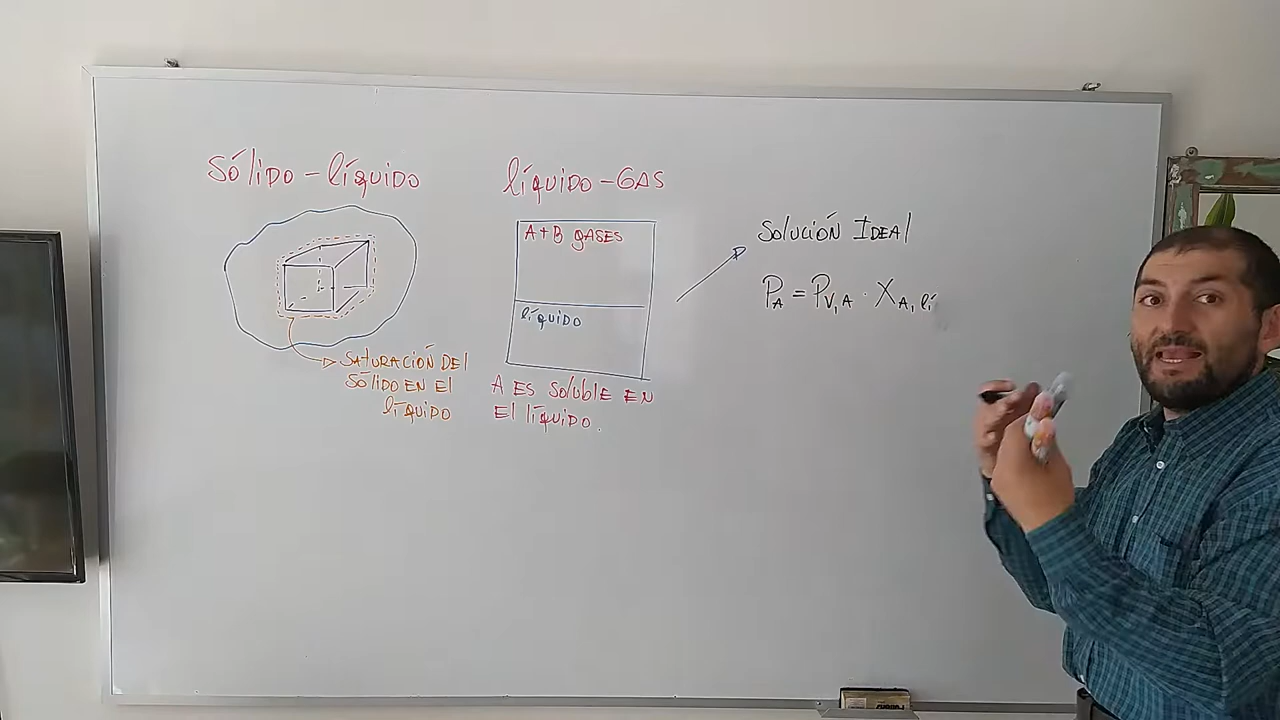 Sólido - líquido
SATURACIÓN DEL
SÓLIDO EN El
líquido
líquido - GAS
A + B gASES
líquido
A ES Soluble EN
El líquido.
Solución IDEAl
P_A = P_V,A · X_A, lí